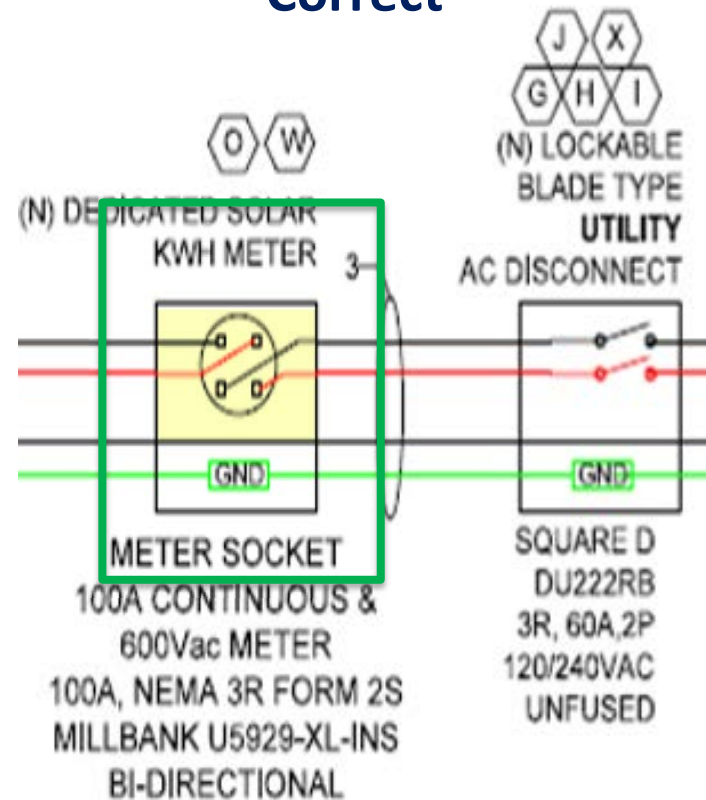 Correct
J X
G H I
O W
(N) LOCKABLE
BLADE TYPE
UTILITY
AC DISCONNECT
(N) DEDICATED SOLAR
KWH METER
3
GND
GND
METER SOCKET
100A CONTINUOUS &
600Vac METER
100A, NEMA 3R FORM 2S
MILLBANK U5929-XL-INS
BI-DIRECTIONAL
SQUARE D
DU222RB
3R, 60A,2P
120/240VAC
UNFUSED